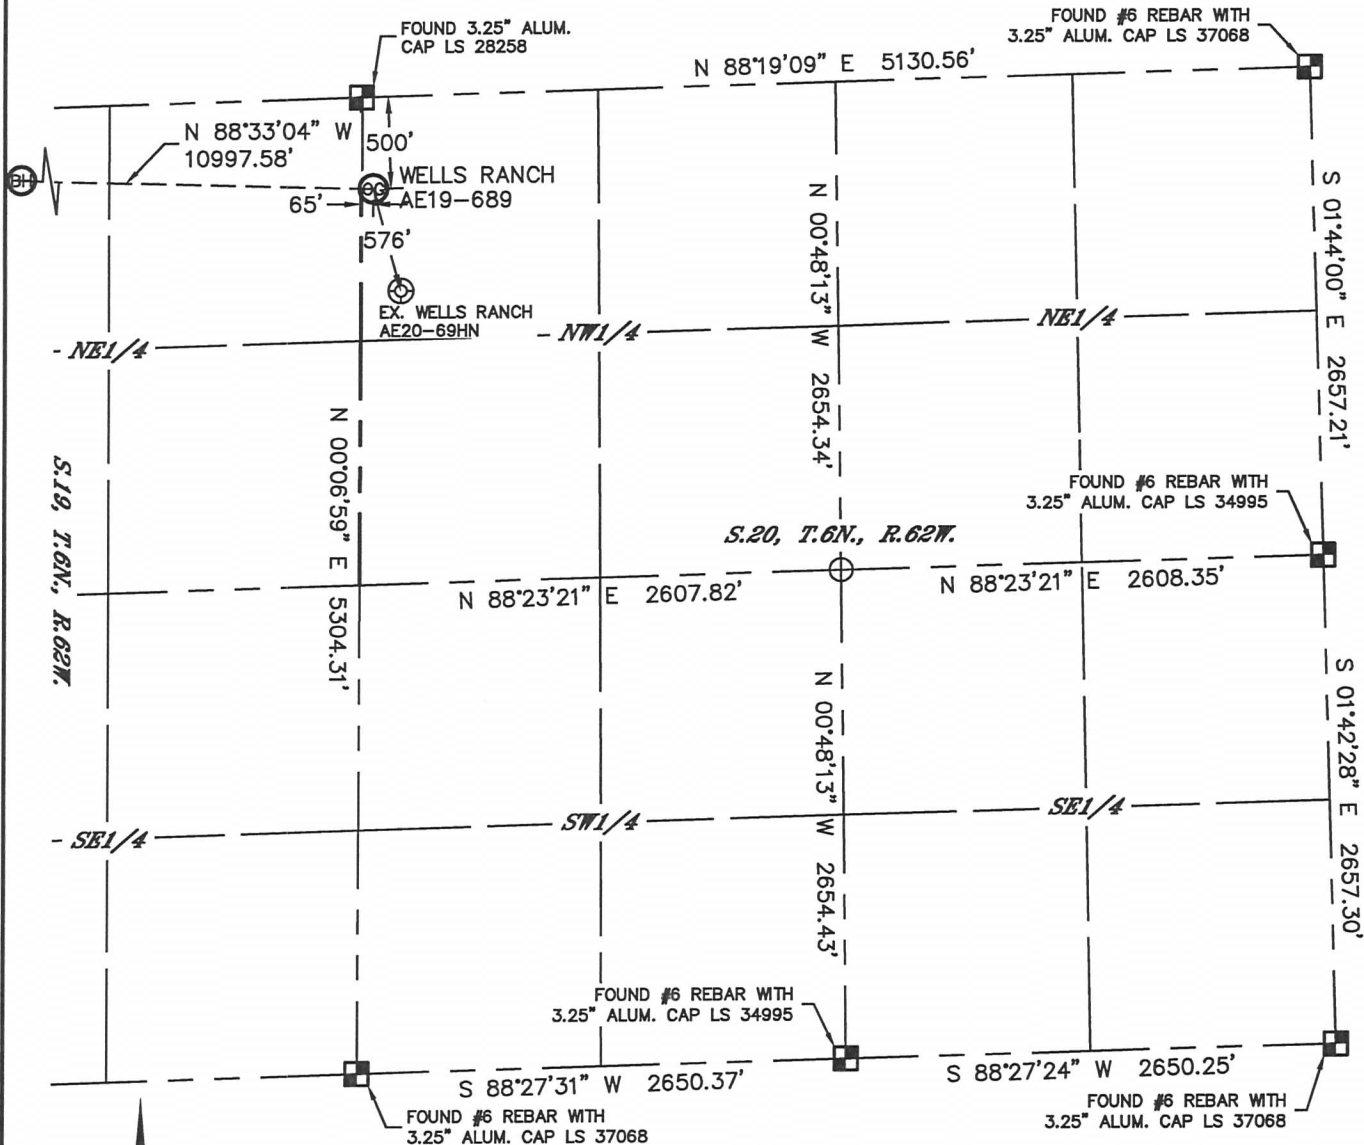 FOUND 3.25" ALUM.
CAP LS 28258
FOUND #6 REBAR WITH
3.25" ALUM. CAP LS 37068
N 88°19'09" E 5130.56'
N 88°33'04" W
10997.58'
500'
BH
OG
WELLS RANCH
AE19-689
65'
576'
EX. WELLS RANCH
AE20-69HN
N 00°48'13" W 2654.34'
S 01°44'00" E 2657.21'
- NE1/4
- NW1/4
NE1/4
N 00°06'59" E 5304.31'
S.19, T.6N., R.62W.
FOUND #6 REBAR WITH
3.25" ALUM. CAP LS 34995
S.20, T.6N., R.62W.
N 88°23'21" E 2607.82'
N 88°23'21" E 2608.35'
N 00°48'13" W 2654.43'
S 01°42'28" E 2657.30'
- SE1/4
SW1/4
SE1/4
FOUND #6 REBAR WITH
3.25" ALUM. CAP LS 34995
S 88°27'31" W 2650.37'
S 88°27'24" W 2650.25'
FOUND #6 REBAR WITH
3.25" ALUM. CAP LS 37068
FOUND #6 REBAR WITH
3.25" ALUM. CAP LS 37068